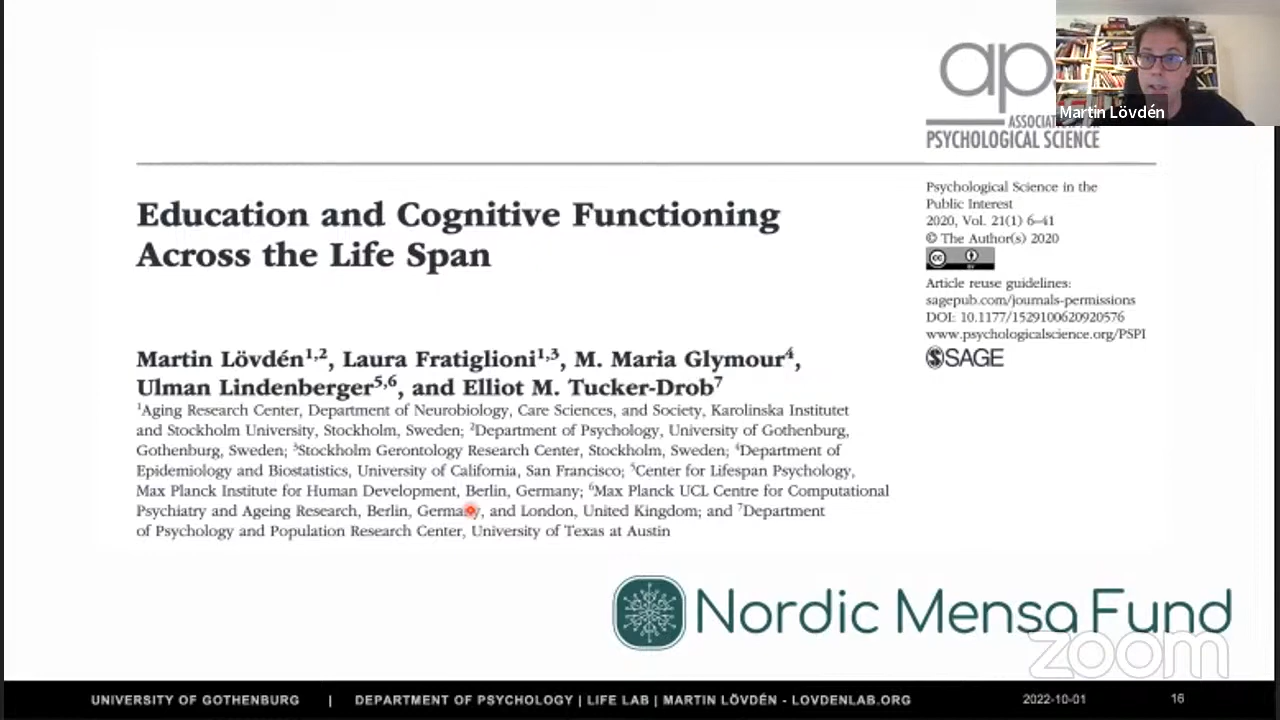 aps
ASSOCIATION FOR
PSYCHOLOGICAL SCIENCE
Martin Lövdén
Education and Cognitive Functioning
Across the Life Span
Psychological Science in the
Public Interest
2020, Vol. 21(1) 6–41
© The Author(s) 2020
cc
BY
Article reuse guidelines:
sagepub.com/journals-permissions
DOI: 10.1177/1529100620920576
www.psychologicalscience.org/PSPI
$SAGE
Martin Lövdén1,2, Laura Fratiglioni1,3, M. Maria Glymour4,
Ulman Lindenberger5,6, and Elliot M. Tucker-Drob7
1Aging Research Center, Department of Neurobiology, Care Sciences, and Society, Karolinska Institutet
and Stockholm University, Stockholm, Sweden; 2Department of Psychology, University of Gothenburg,
Gothenburg, Sweden; 3Stockholm Gerontology Research Center, Stockholm, Sweden; 4Department of
Epidemiology and Biostatistics, University of California, San Francisco; 5Center for Lifespan Psychology,
Max Planck Institute for Human Development, Berlin, Germany; 6Max Planck UCL Centre for Computational
Psychiatry and Ageing Research, Berlin, Germany, and London, United Kingdom; and 7Department
of Psychology and Population Research Center, University of Texas at Austin
Nordic Mensa Fund
zoom
UNIVERSITY OF GOTHENBURG | DEPARTMENT OF PSYCHOLOGY | LIFE LAB | MARTIN LÖVDÉN - LOVDENLAB.ORG 2022-10-01 16